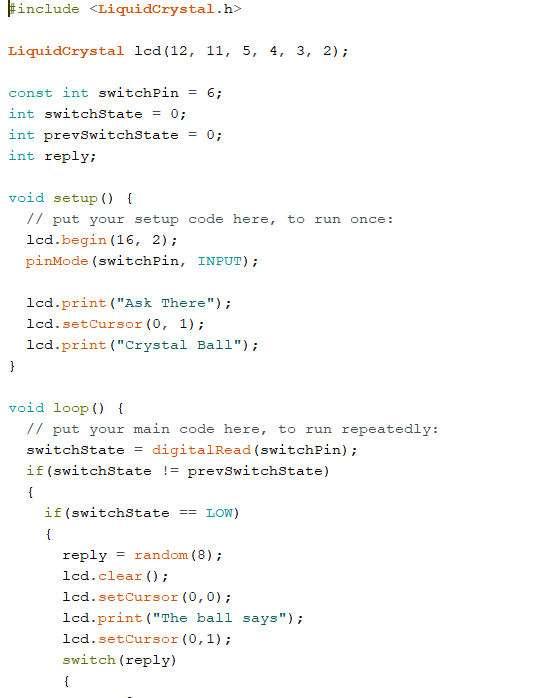 #include <LiquidCrystal.h>
LiquidCrystal lcd(12, 11, 5, 4, 3, 2);
const int switchPin = 6;
int switchState = 0;
int prevSwitchState = 0;
int reply;
void setup() {
// put your setup code here, to run once:
lcd.begin(16, 2);
pinMode(switchPin, INPUT);
lcd.print("Ask There");
lcd.setCursor(0, 1);
lcd.print("Crystal Ball");
}
void loop() {
// put your main code here, to run repeatedly:
switchState = digitalRead(switchPin);
if(switchState != prevSwitchState)
{
if(switchState == LOW)
{
reply = random(8);
lcd.clear();
lcd.setCursor(0,0);
lcd.print("The ball says");
lcd.setCursor(0,1);
switch(reply)
{